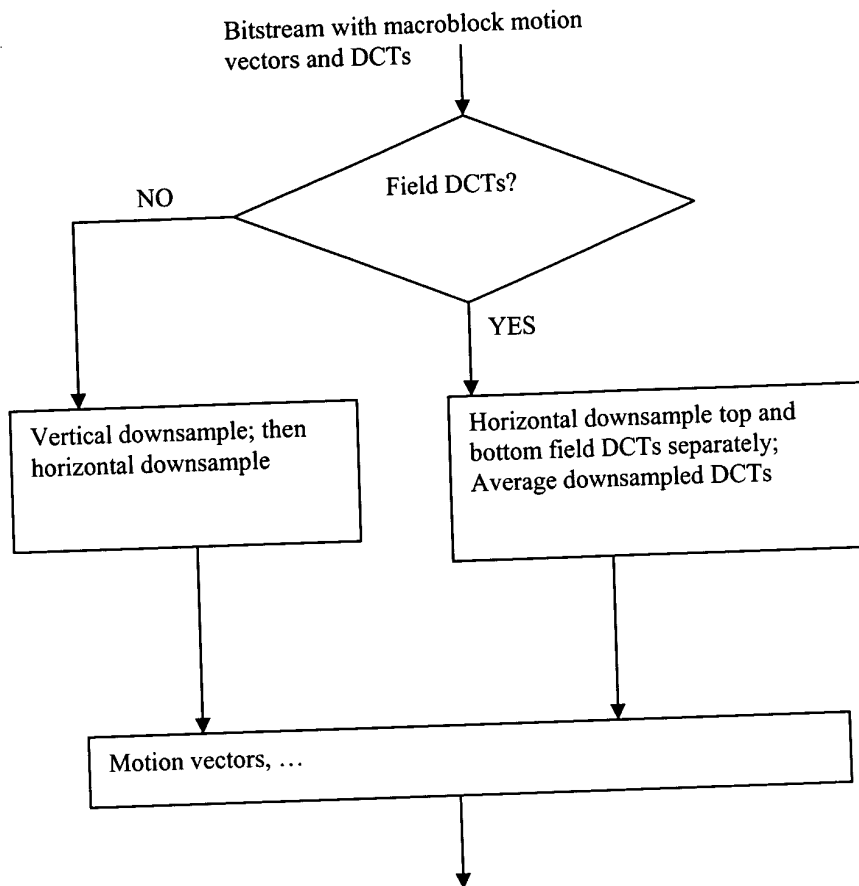 Bitstream with macroblock motion
vectors and DCTs
Field DCTs?
NO
YES
Vertical downsample; then
horizontal downsample
Horizontal downsample top and
bottom field DCTs separately;
Average downsampled DCTs
Motion vectors, …